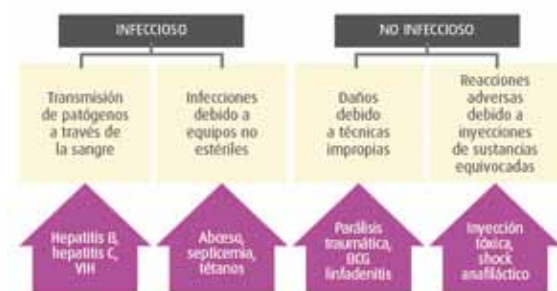 INFECCIOSO
NO INFECCIOSO
Transmisión
de patógenos
a través de
la sangre
Infecciones
debido a
equipos no
estériles
Daños
debido
a técnicas
impropias
Reacciones
adversas
debido a
inyecciones
de sustancias
equivocadas
Hepatitis B,
hepatitis C,
VIH
Abceso,
septicemia,
tétanos
Parálisis
traumática,
BCG
linfadenitis
Inyección
tóxica,
shock
anafiláctico